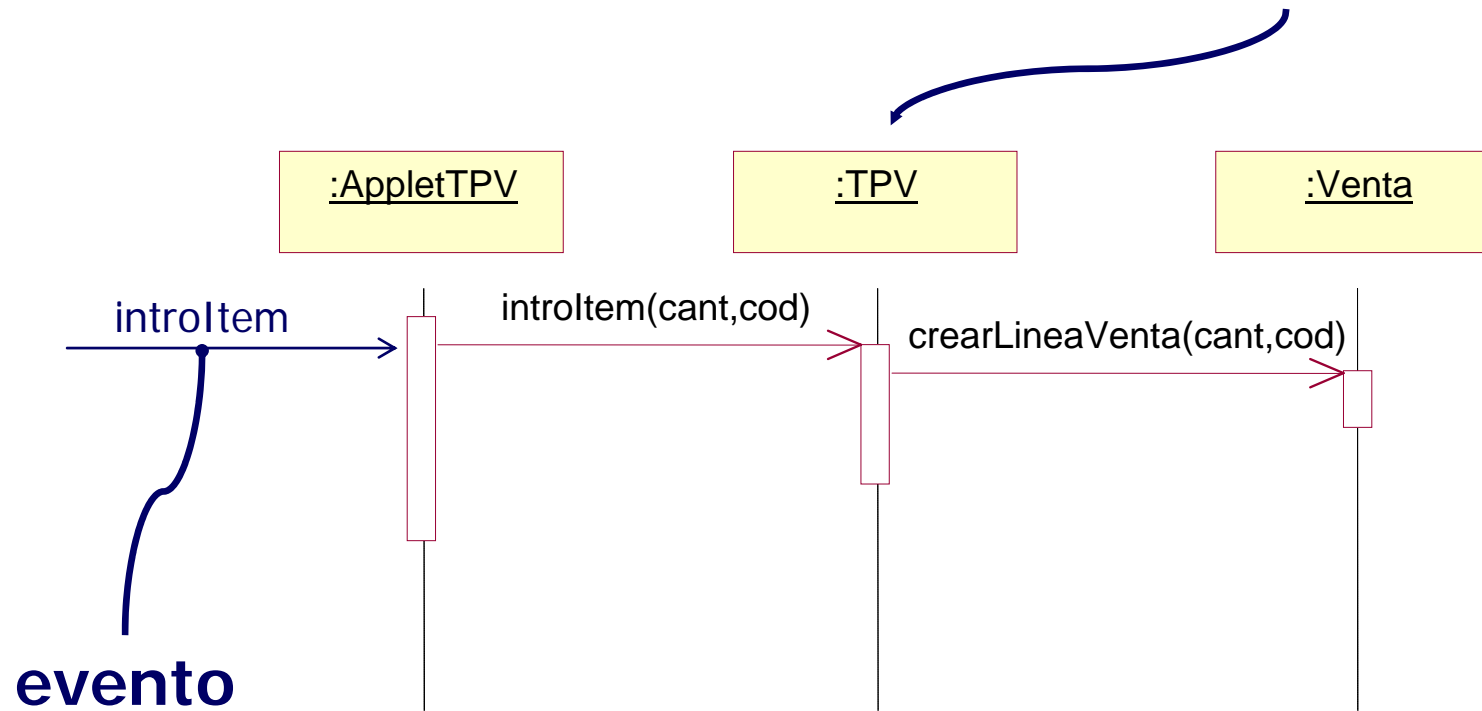 :AppletTPV
:TPV
:Venta
introItem
introItem(cant,cod)
crearLineaVenta(cant,cod)
evento